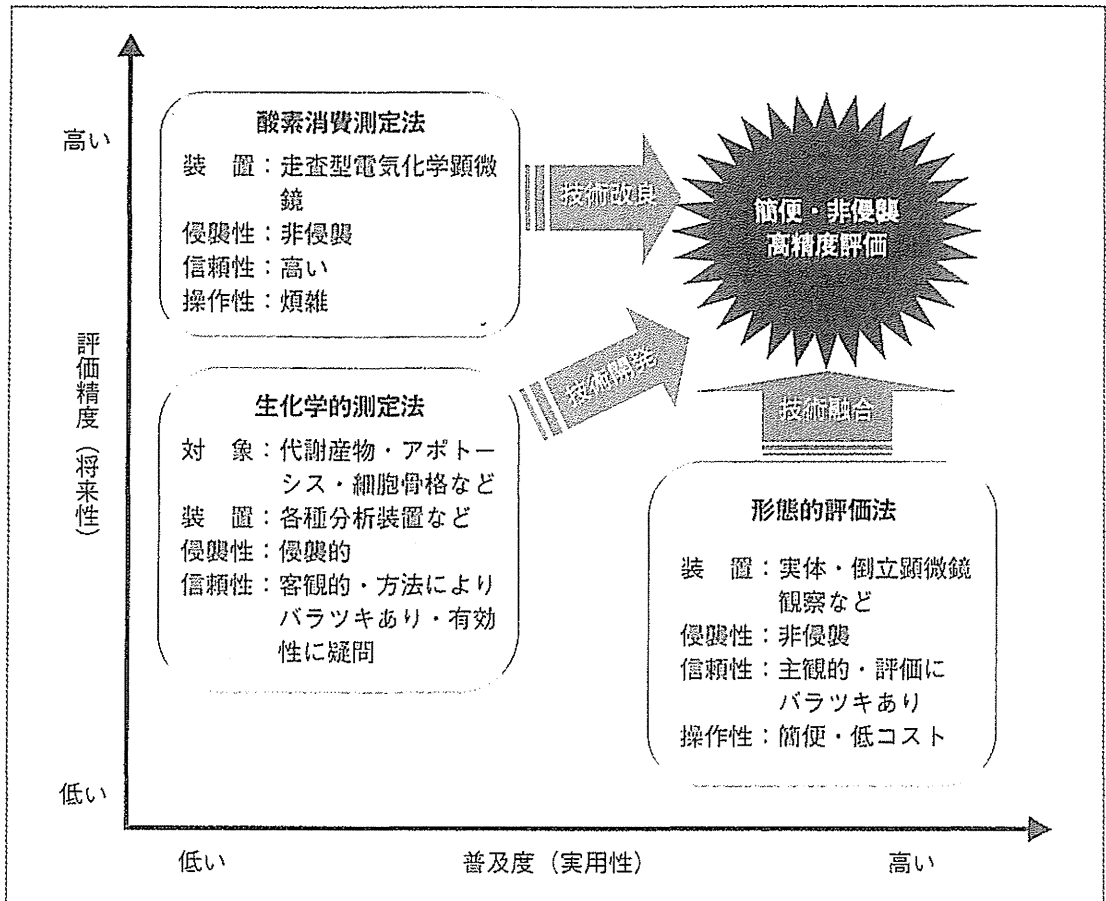 高い
評価精度（将来性）
低い
酸素消費測定法
装　置：走査型電気化学顕微
鏡
侵襲性：非侵襲
信頼性：高い
操作性：煩雑
技術改良
簡便・非侵襲
高精度評価
生化学的測定法
対　象：代謝産物・アポトー
シス・細胞骨格など
装　置：各種分析装置など
侵襲性：侵襲的
信頼性：客観的・方法により
バラツキあり・有効
性に疑問
技術開発
技術融合
形態的評価法
装　置：実体・倒立顕微鏡
観察など
侵襲性：非侵襲
信頼性：主観的・評価に
バラツキあり
操作性：簡便・低コスト
低い
普及度（実用性）
高い